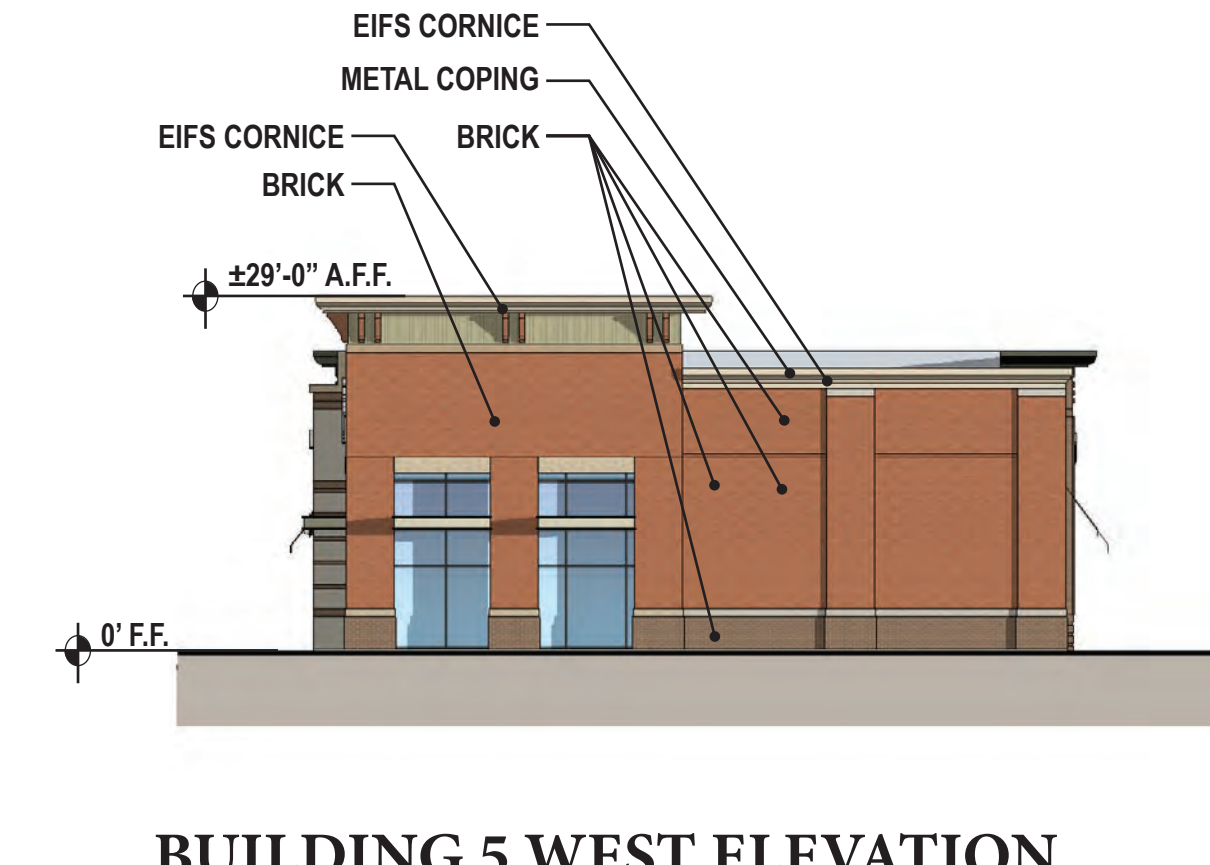 EIFS CORNICE
METAL COPING
EIFS CORNICE
BRICK
BRICK
±29’-0” A.F.F.
0’ F.F.
BUILDING 5 WEST ELEVATION